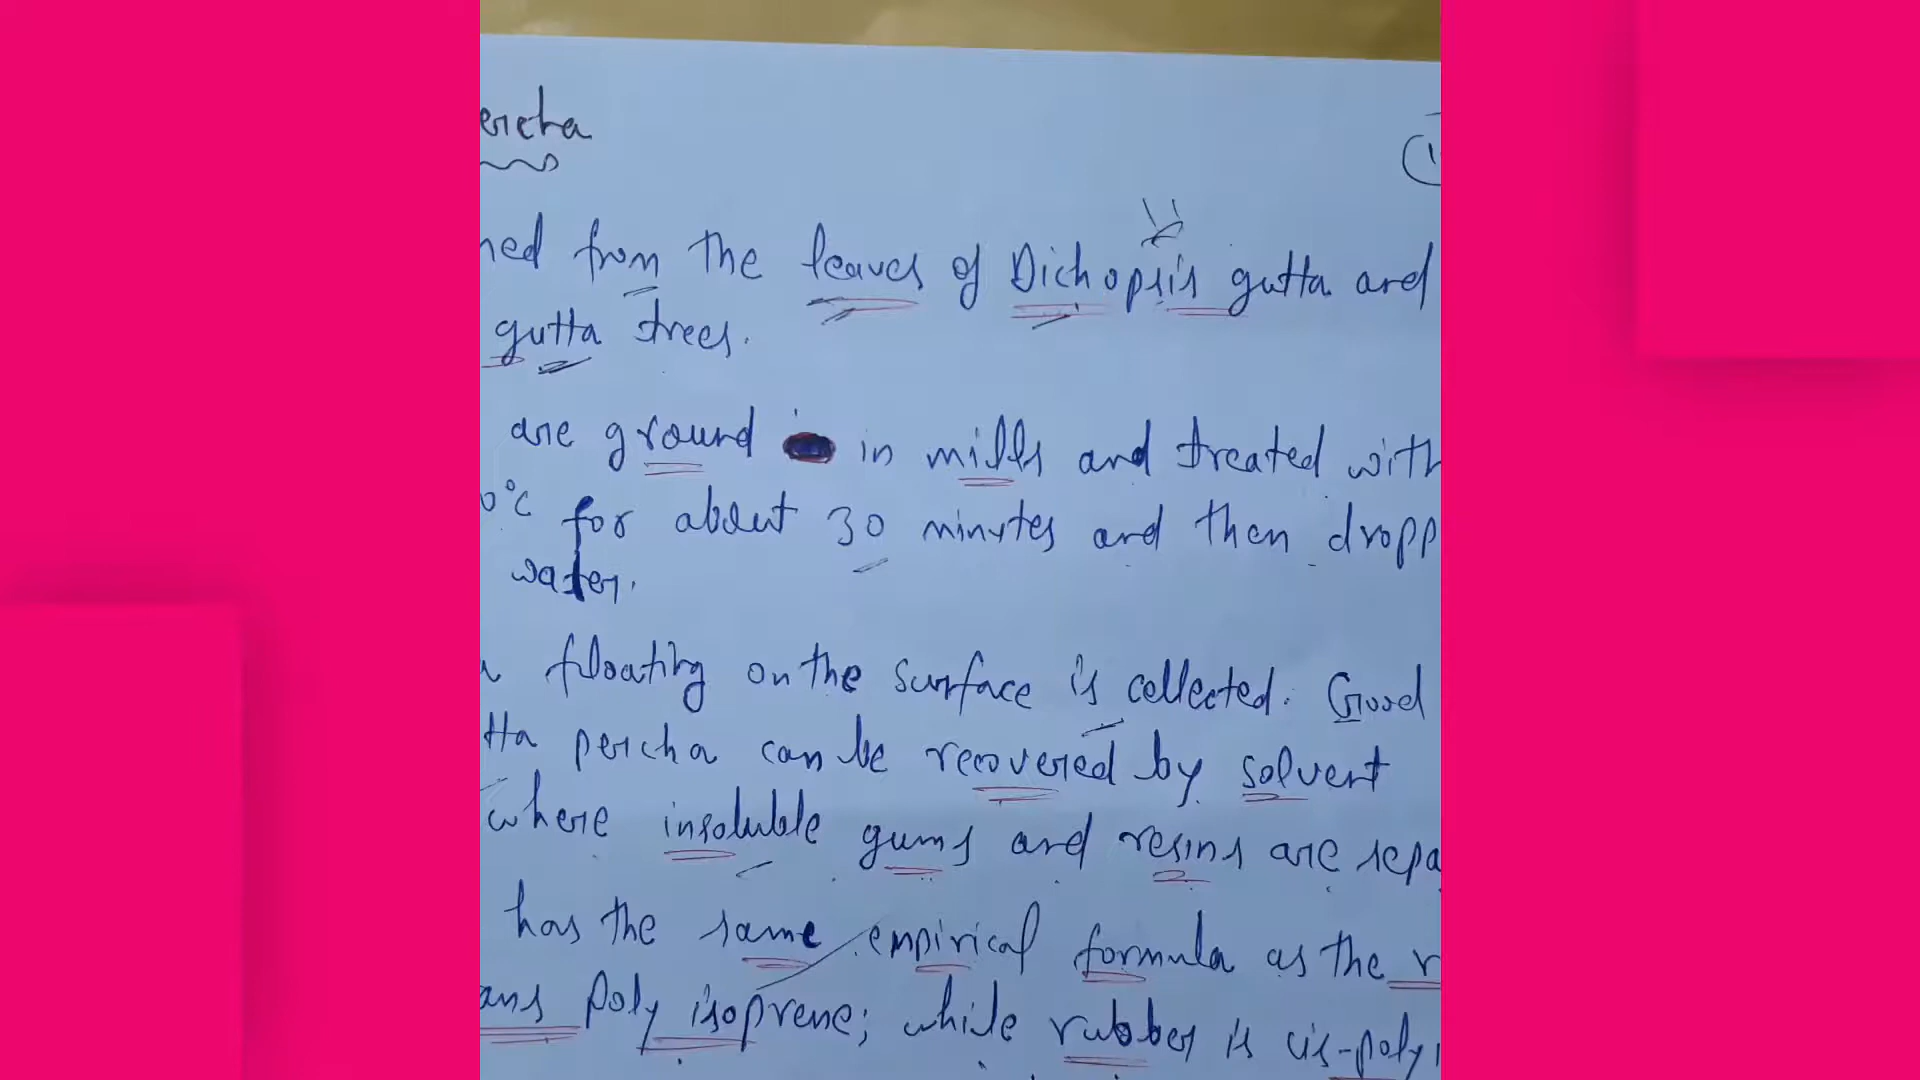 ercha
ned from the leaves of Dichopsis gutta and
gutta trees.
are ground in mills and treated with
0°C for about 30 minutes and then dropp
water.
floating on the surface is collected. Good
tta percha can be recovered by solvent
where insoluble gums and resins are sepa
has the same empirical formula as the r
ans poly isoprene; while rubber is cis-poly